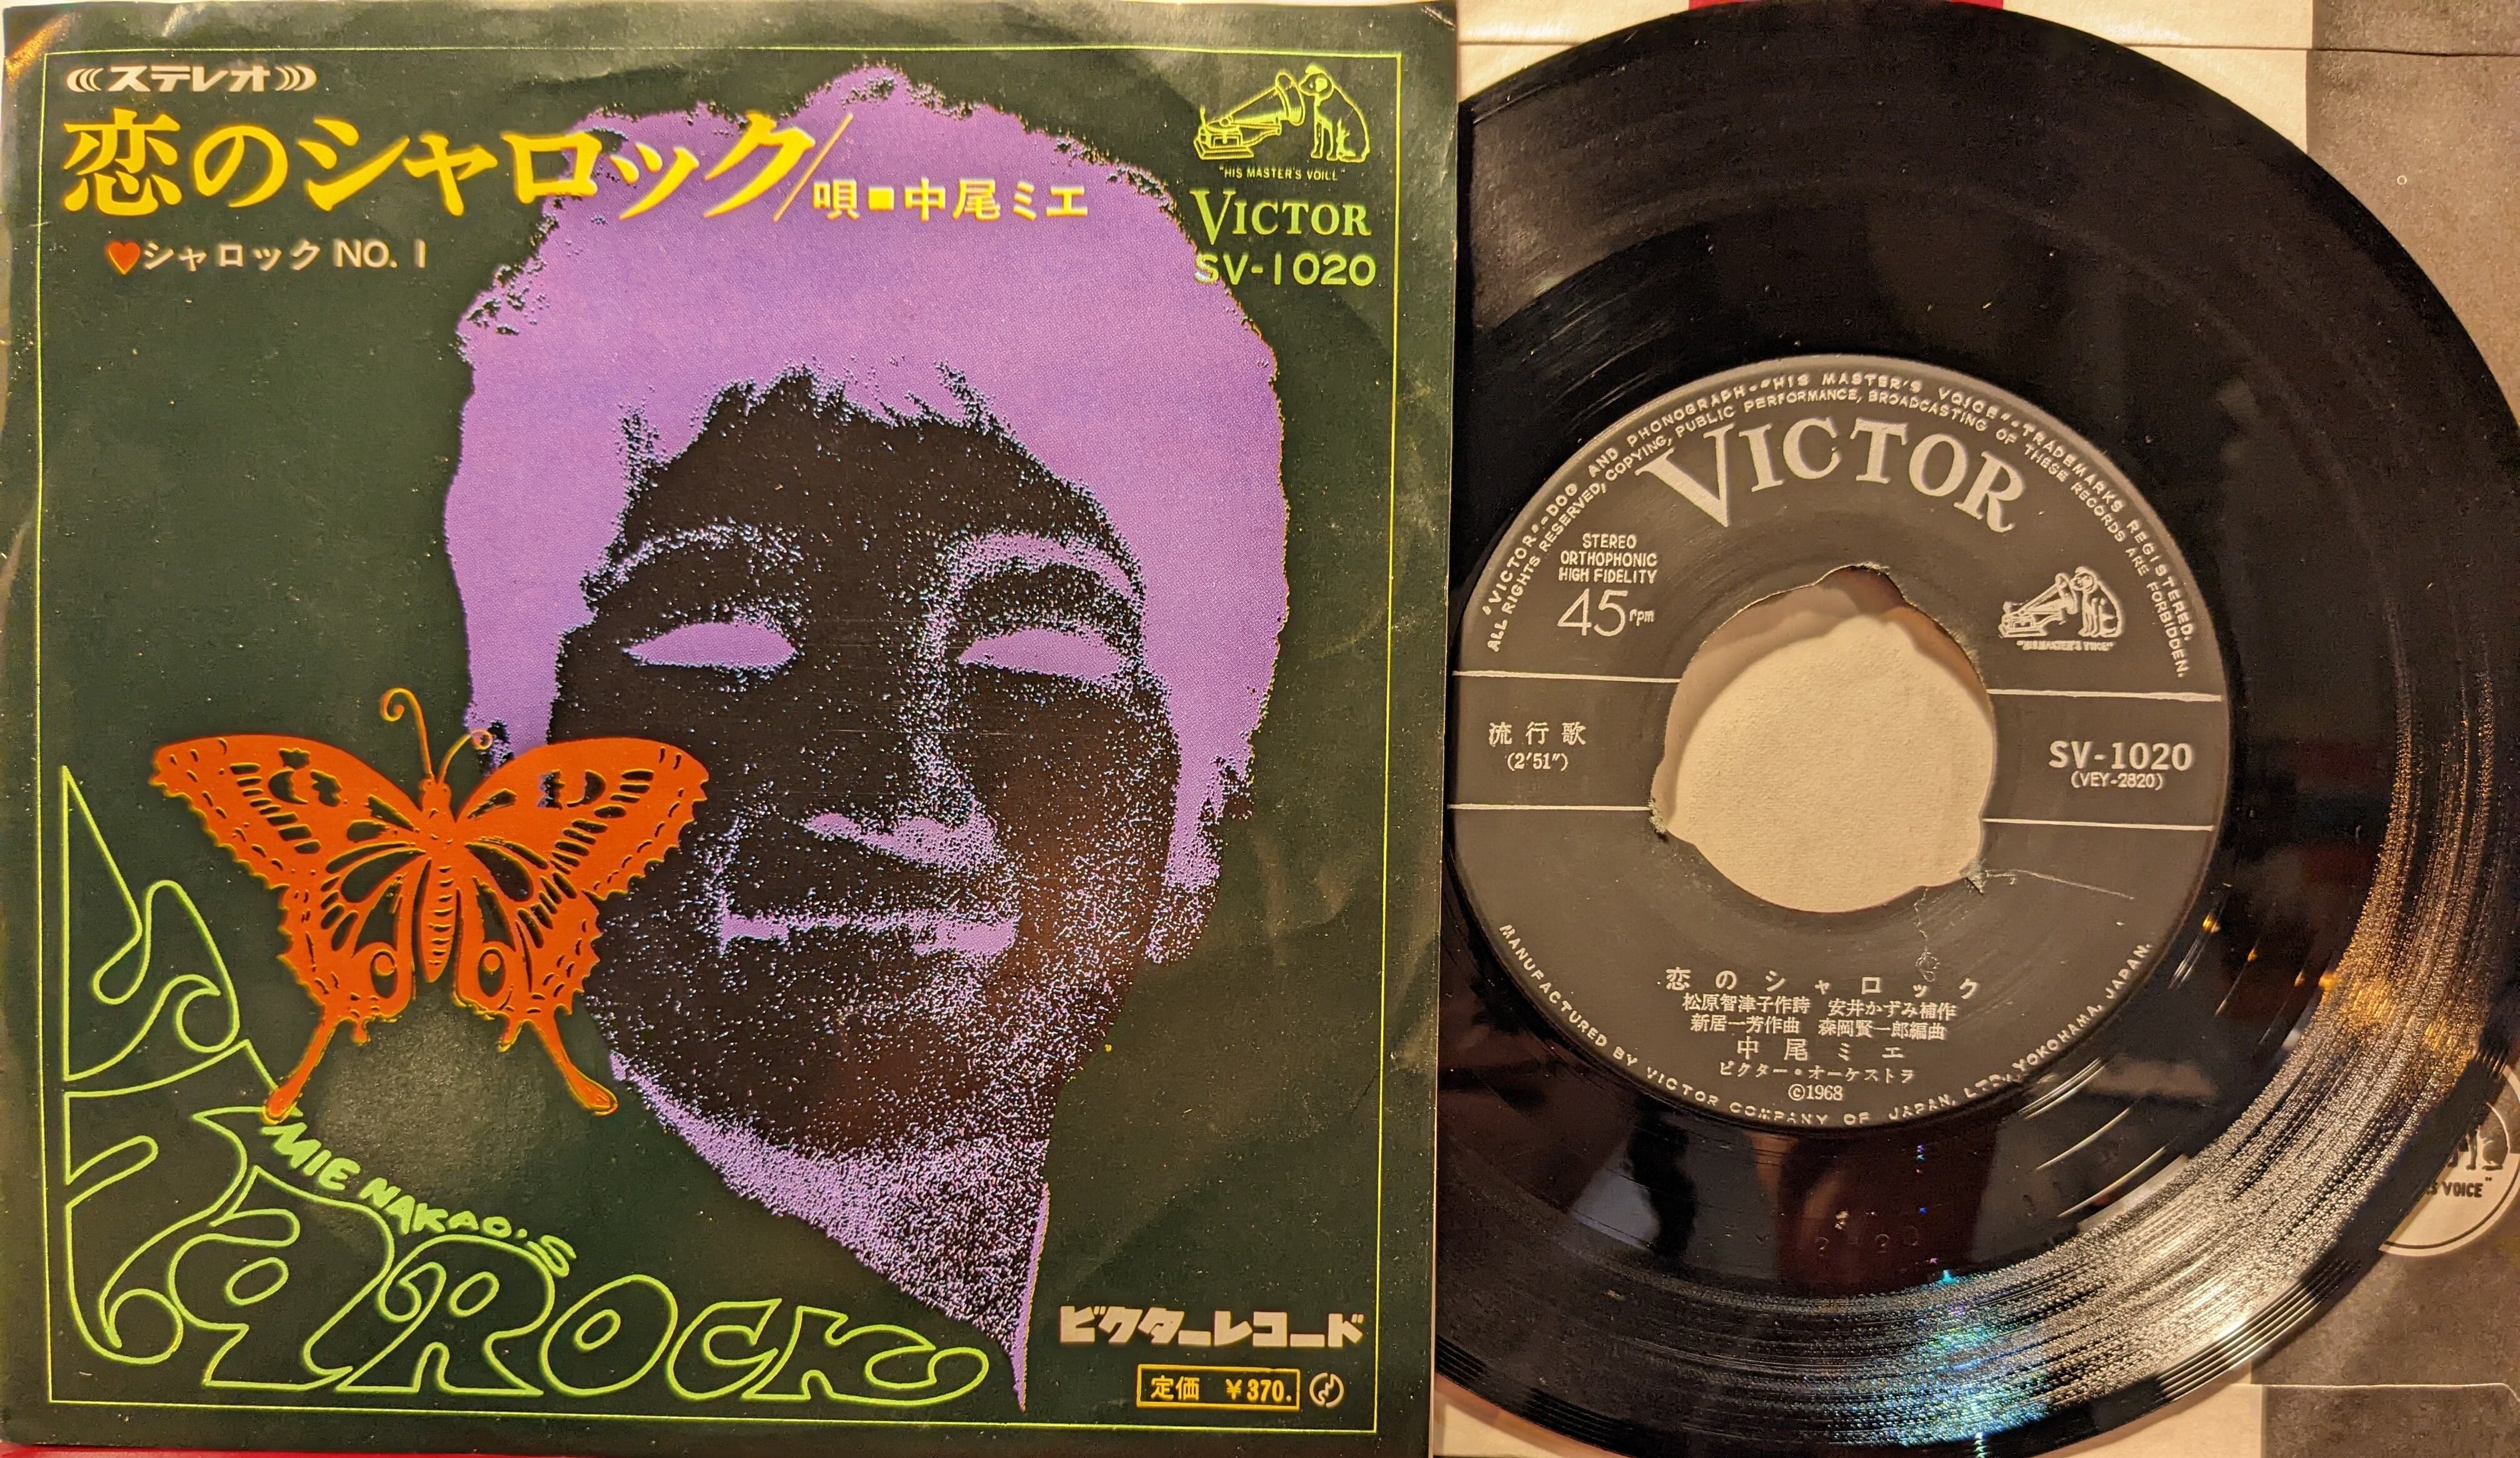 ステレオ
恋のシャロック/唄■中尾ミエ
♥シャロック NO. 1
"HIS MASTER'S VOICE"
VICTOR
SV-1020
MIE NAKAO'S
ROCK
ビクターレコード
定価 ¥370.
"VICTOR"-DOG AND PHONOGRAPH-"HIS MASTER'S VOICE"-TRADEMARKS REGISTERED.
ALL RIGHTS RESERVED, COPYING, PUBLIC PERFORMANCE, BROADCASTING OF THESE RECORDS ARE FORBIDDEN.
VICTOR
STEREO
ORTHOPHONIC
HIGH FIDELITY
45rpm
"HIS MASTER'S VOICE"
流行歌
(2'51")
SV-1020
(VEY-2820)
恋のシャロック
松原智津子作詩 安井かずみ補作
新居一芳作曲 森岡賢一郎編曲
中尾ミエ
ビクター・オーケストラ
©1968
MANUFACTURED BY VICTOR COMPANY OF JAPAN, LTD., YOKOHAMA, JAPAN.
VOICE"